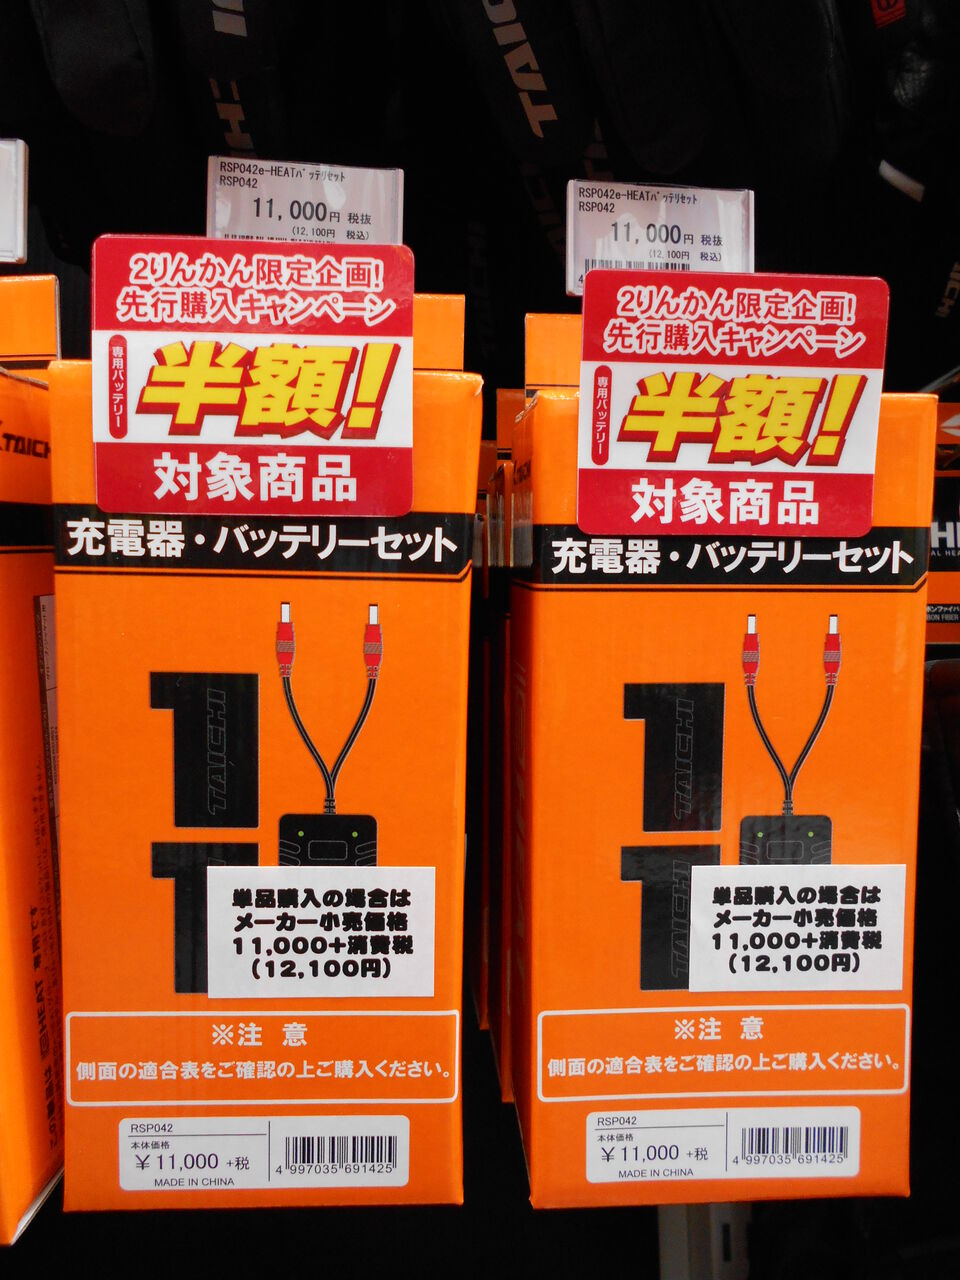 RSP042e-HEATバッテリセット
RSP042
11,000円 税抜
(12,100円 税込)
RSP042e-HEATバッテリセット
RSP042
11,000円 税抜
(12,100円 税込)
2りんかん限定企画!
先行購入キャンペーン
専用バッテリー
半額!
対象商品
充電器・バッテリーセット
TAICHI
単品購入の場合は
メーカー小売価格
11,000+消費税
(12,100円)
※注 意
側面の適合表をご確認の上ご購入ください。
RSP042
本体価格
¥11,000 +税
MADE IN CHINA
4 997035 691425
2りんかん限定企画!
先行購入キャンペーン
専用バッテリー
半額!
対象商品
充電器・バッテリーセット
TAICHI
TAICHI
単品購入の場合は
メーカー小売価格
11,000+消費税
(12,100円)
※注 意
側面の適合表をご確認の上ご購入ください。
RSP042
本体価格
¥11,000 +税
MADE IN CHINA
4 997035 691425